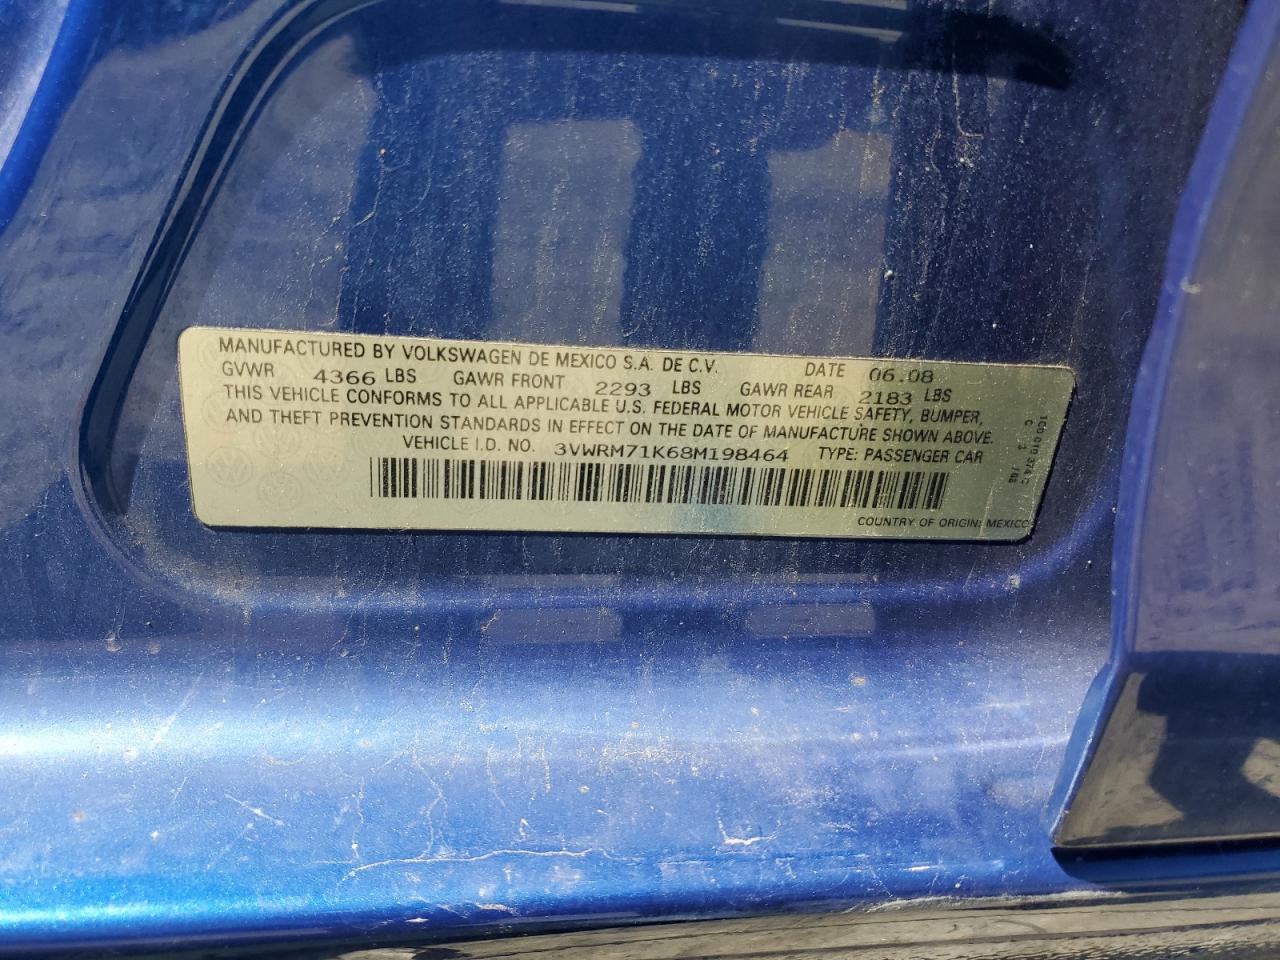 MANUFACTURED BY VOLKSWAGEN DE MEXICO S.A. DE C.V. DATE 06.08
GVWR 4366 LBS GAWR FRONT 2293 LBS GAWR REAR 2183 LBS
THIS VEHICLE CONFORMS TO ALL APPLICABLE U.S. FEDERAL MOTOR VEHICLE SAFETY, BUMPER,
AND THEFT PREVENTION STANDARDS IN EFFECT ON THE DATE OF MANUFACTURE SHOWN ABOVE.
VEHICLE I.D. NO. 3VWRM71K68M198464 TYPE: PASSENGER CAR
COUNTRY OF ORIGIN: MEXICO